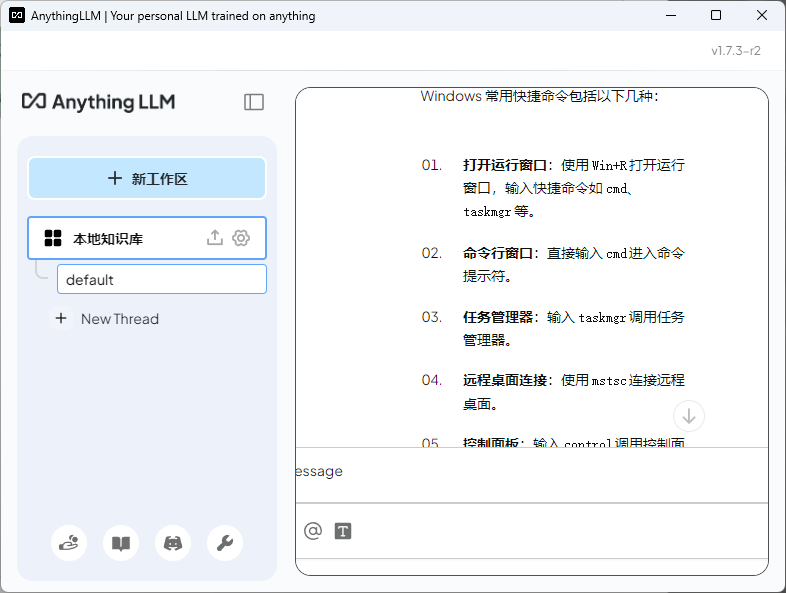 AnythingLLM | Your personal LLM trained on anything
v1.7.3-r2
Anything LLM
新工作区
本地知识库
default
New Thread
Windows 常用快捷命令包括以下几种：
01. 打开运行窗口：使用 Win+R 打开运行
窗口，输入快捷命令如 cmd、
taskmgr 等。
02. 命令行窗口：直接输入 cmd 进入命令
提示符。
03. 任务管理器：输入 taskmgr 调用任务
管理器。
04. 远程桌面连接：使用 mstsc 连接远程
桌面。
05. 控制面板：输入 control 调用控制面
essage